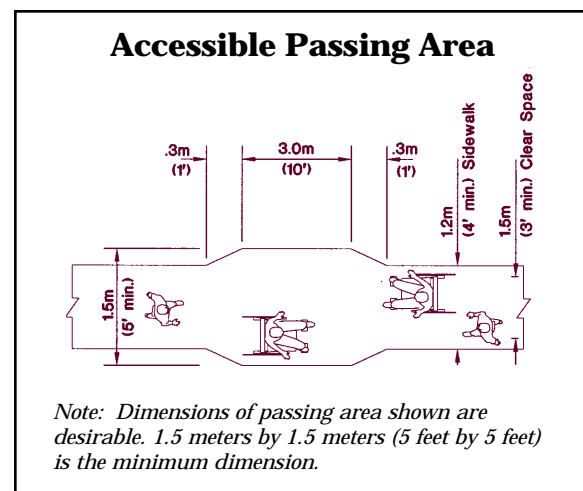 Accessible Passing Area
.3m
(1')
3.0m
(10')
.3m
(1')
1.2m
(4' min.) Sidewalk
1.5m
(3' min.) Clear Space
1.5m
(5' min.)
Note: Dimensions of passing area shown are
desirable. 1.5 meters by 1.5 meters (5 feet by 5 feet)
is the minimum dimension.